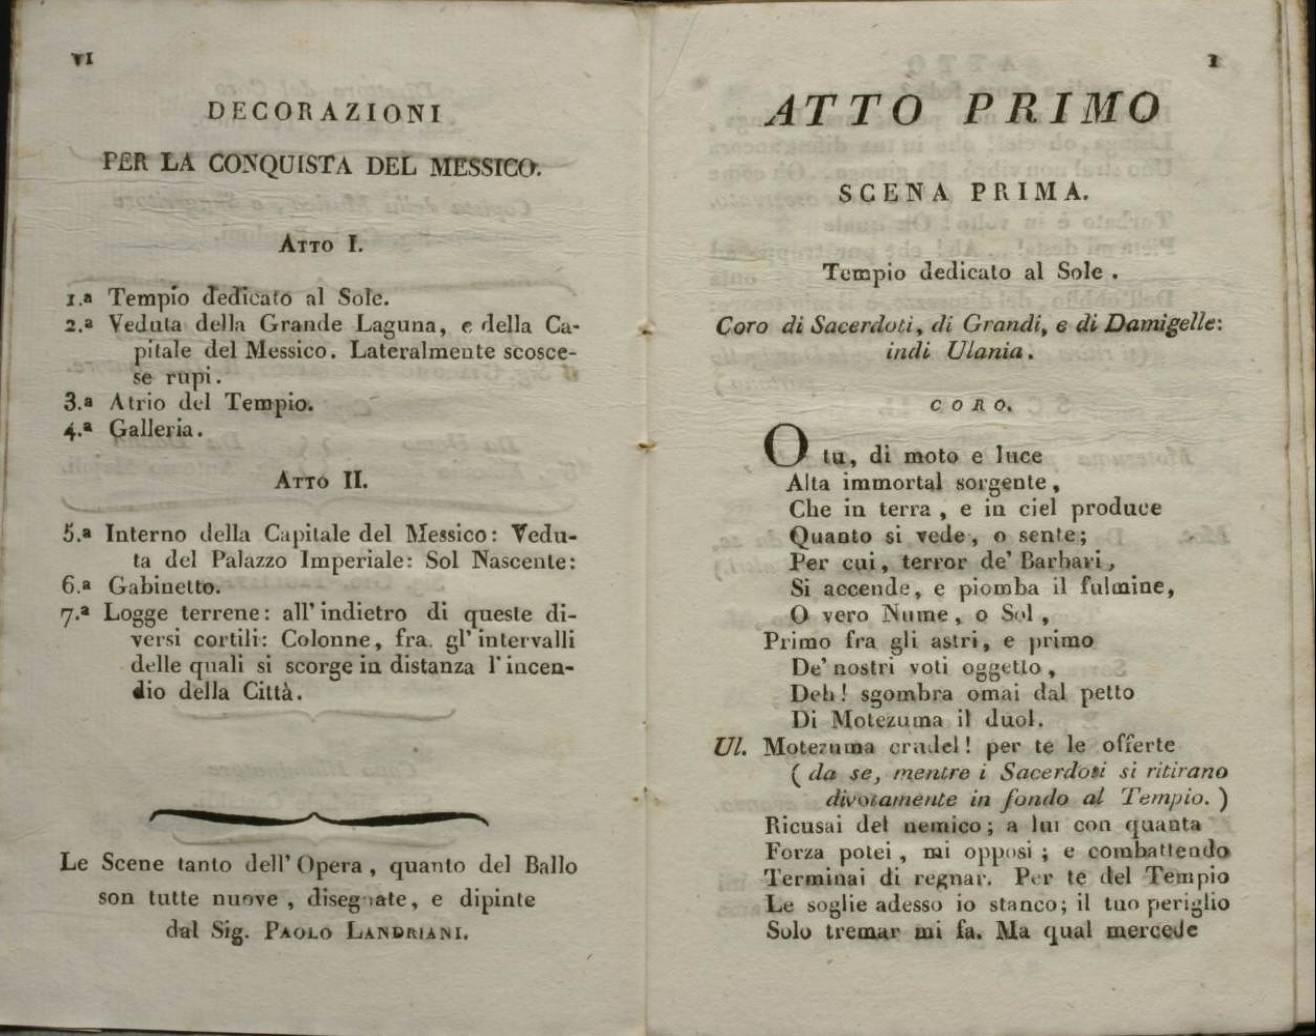 VI
DECORAZIONI
PER LA CONQUISTA DEL MESSICO.
ATTO I.
1.ª Tempio dedicato al Sole.
2.ª Veduta della Grande Laguna, e della Ca-
pitale del Messico. Lateralmente scosce-
se rupi.
3.ª Atrio del Tempio.
4.ª Galleria.
ATTO II.
5.ª Interno della Capitale del Messico: Vedu-
ta del Palazzo Imperiale: Sol Nascente:
6.ª Gabinetto.
7.ª Logge terrene: all'indietro di queste di-
versi cortili: Colonne, fra gl'intervalli
delle quali si scorge in distanza l'incen-
dio della Città.
Le Scene tanto dell'Opera, quanto del Ballo
son tutte nuove, disegnate, e dipinte
dal Sig. PAOLO LANDRIANI.
1
ATTO PRIMO
SCENA PRIMA.
Tempio dedicato al Sole.
Coro di Sacerdoti, di Grandi, e di Damigelle:
indi Ulania.
CORO.
O tu, di moto e luce
Alta immortal sorgente,
Che in terra, e in ciel produce
Quanto si vede, o sente;
Per cui, terror de' Barbari,
Si accende, e piomba il fulmine,
O vero Nume, o Sol,
Primo fra gli astri, e primo
De' nostri voti oggetto,
Deh! sgombra omai dal petto
Di Motezuma il duol.
Ul. Motezuma crudel! per te le offerte
( da se, mentre i Sacerdoti si ritirano
divotamente in fondo al Tempio. )
Ricusai del nemico; a lui con quanta
Forza potei, mi opposi; e combattendo
Terminai di regnar. Per te del Tempio
Le soglie adesso io stanco; il tuo periglio
Solo tremar mi fa. Ma qual mercede